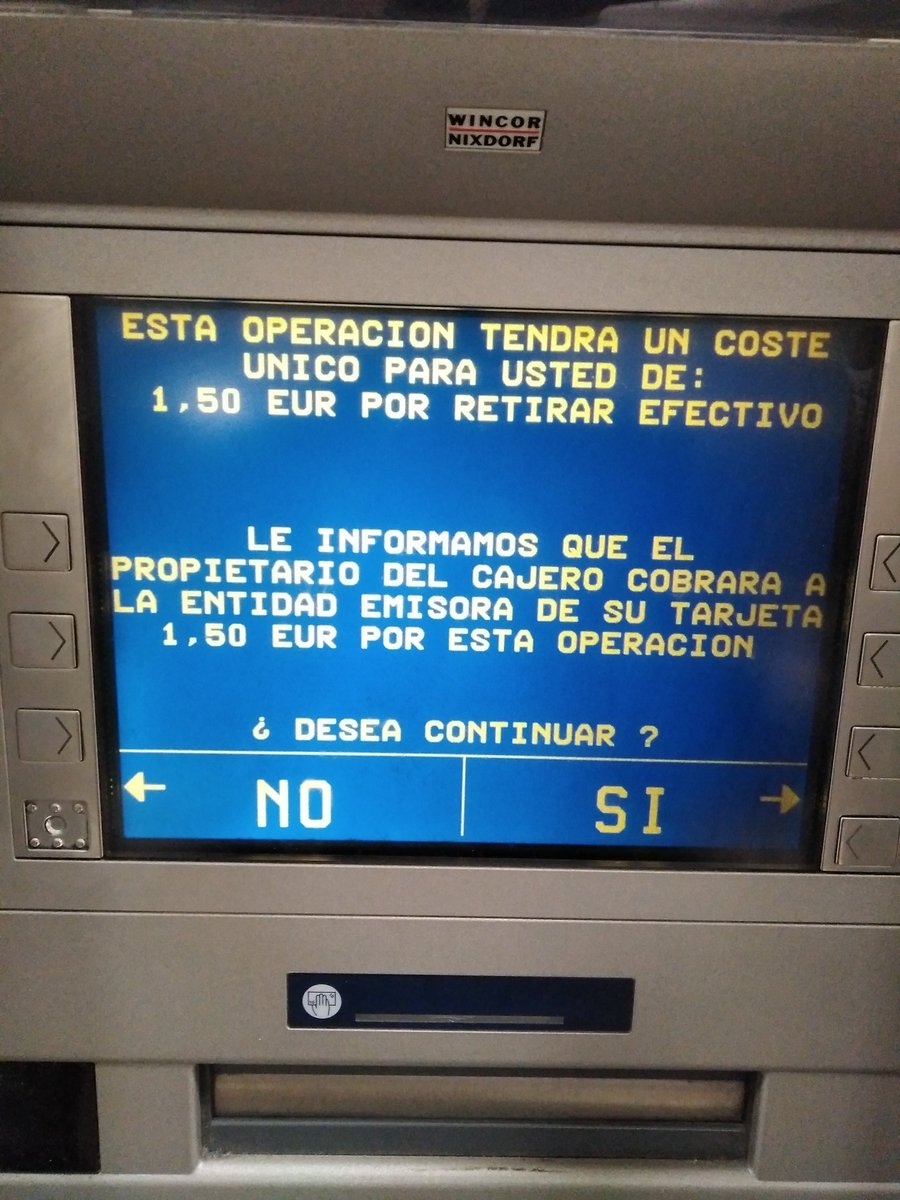 WINCOR
NIXDORF
ESTA OPERACION TENDRA UN COSTE
UNICO PARA USTED DE:
1,50 EUR POR RETIRAR EFECTIVO
LE INFORMAMOS QUE EL
PROPIETARIO DEL CAJERO COBRARA A
LA ENTIDAD EMISORA DE SU TARJETA
1,50 EUR POR ESTA OPERACION
¿ DESEA CONTINUAR ?
NO SI